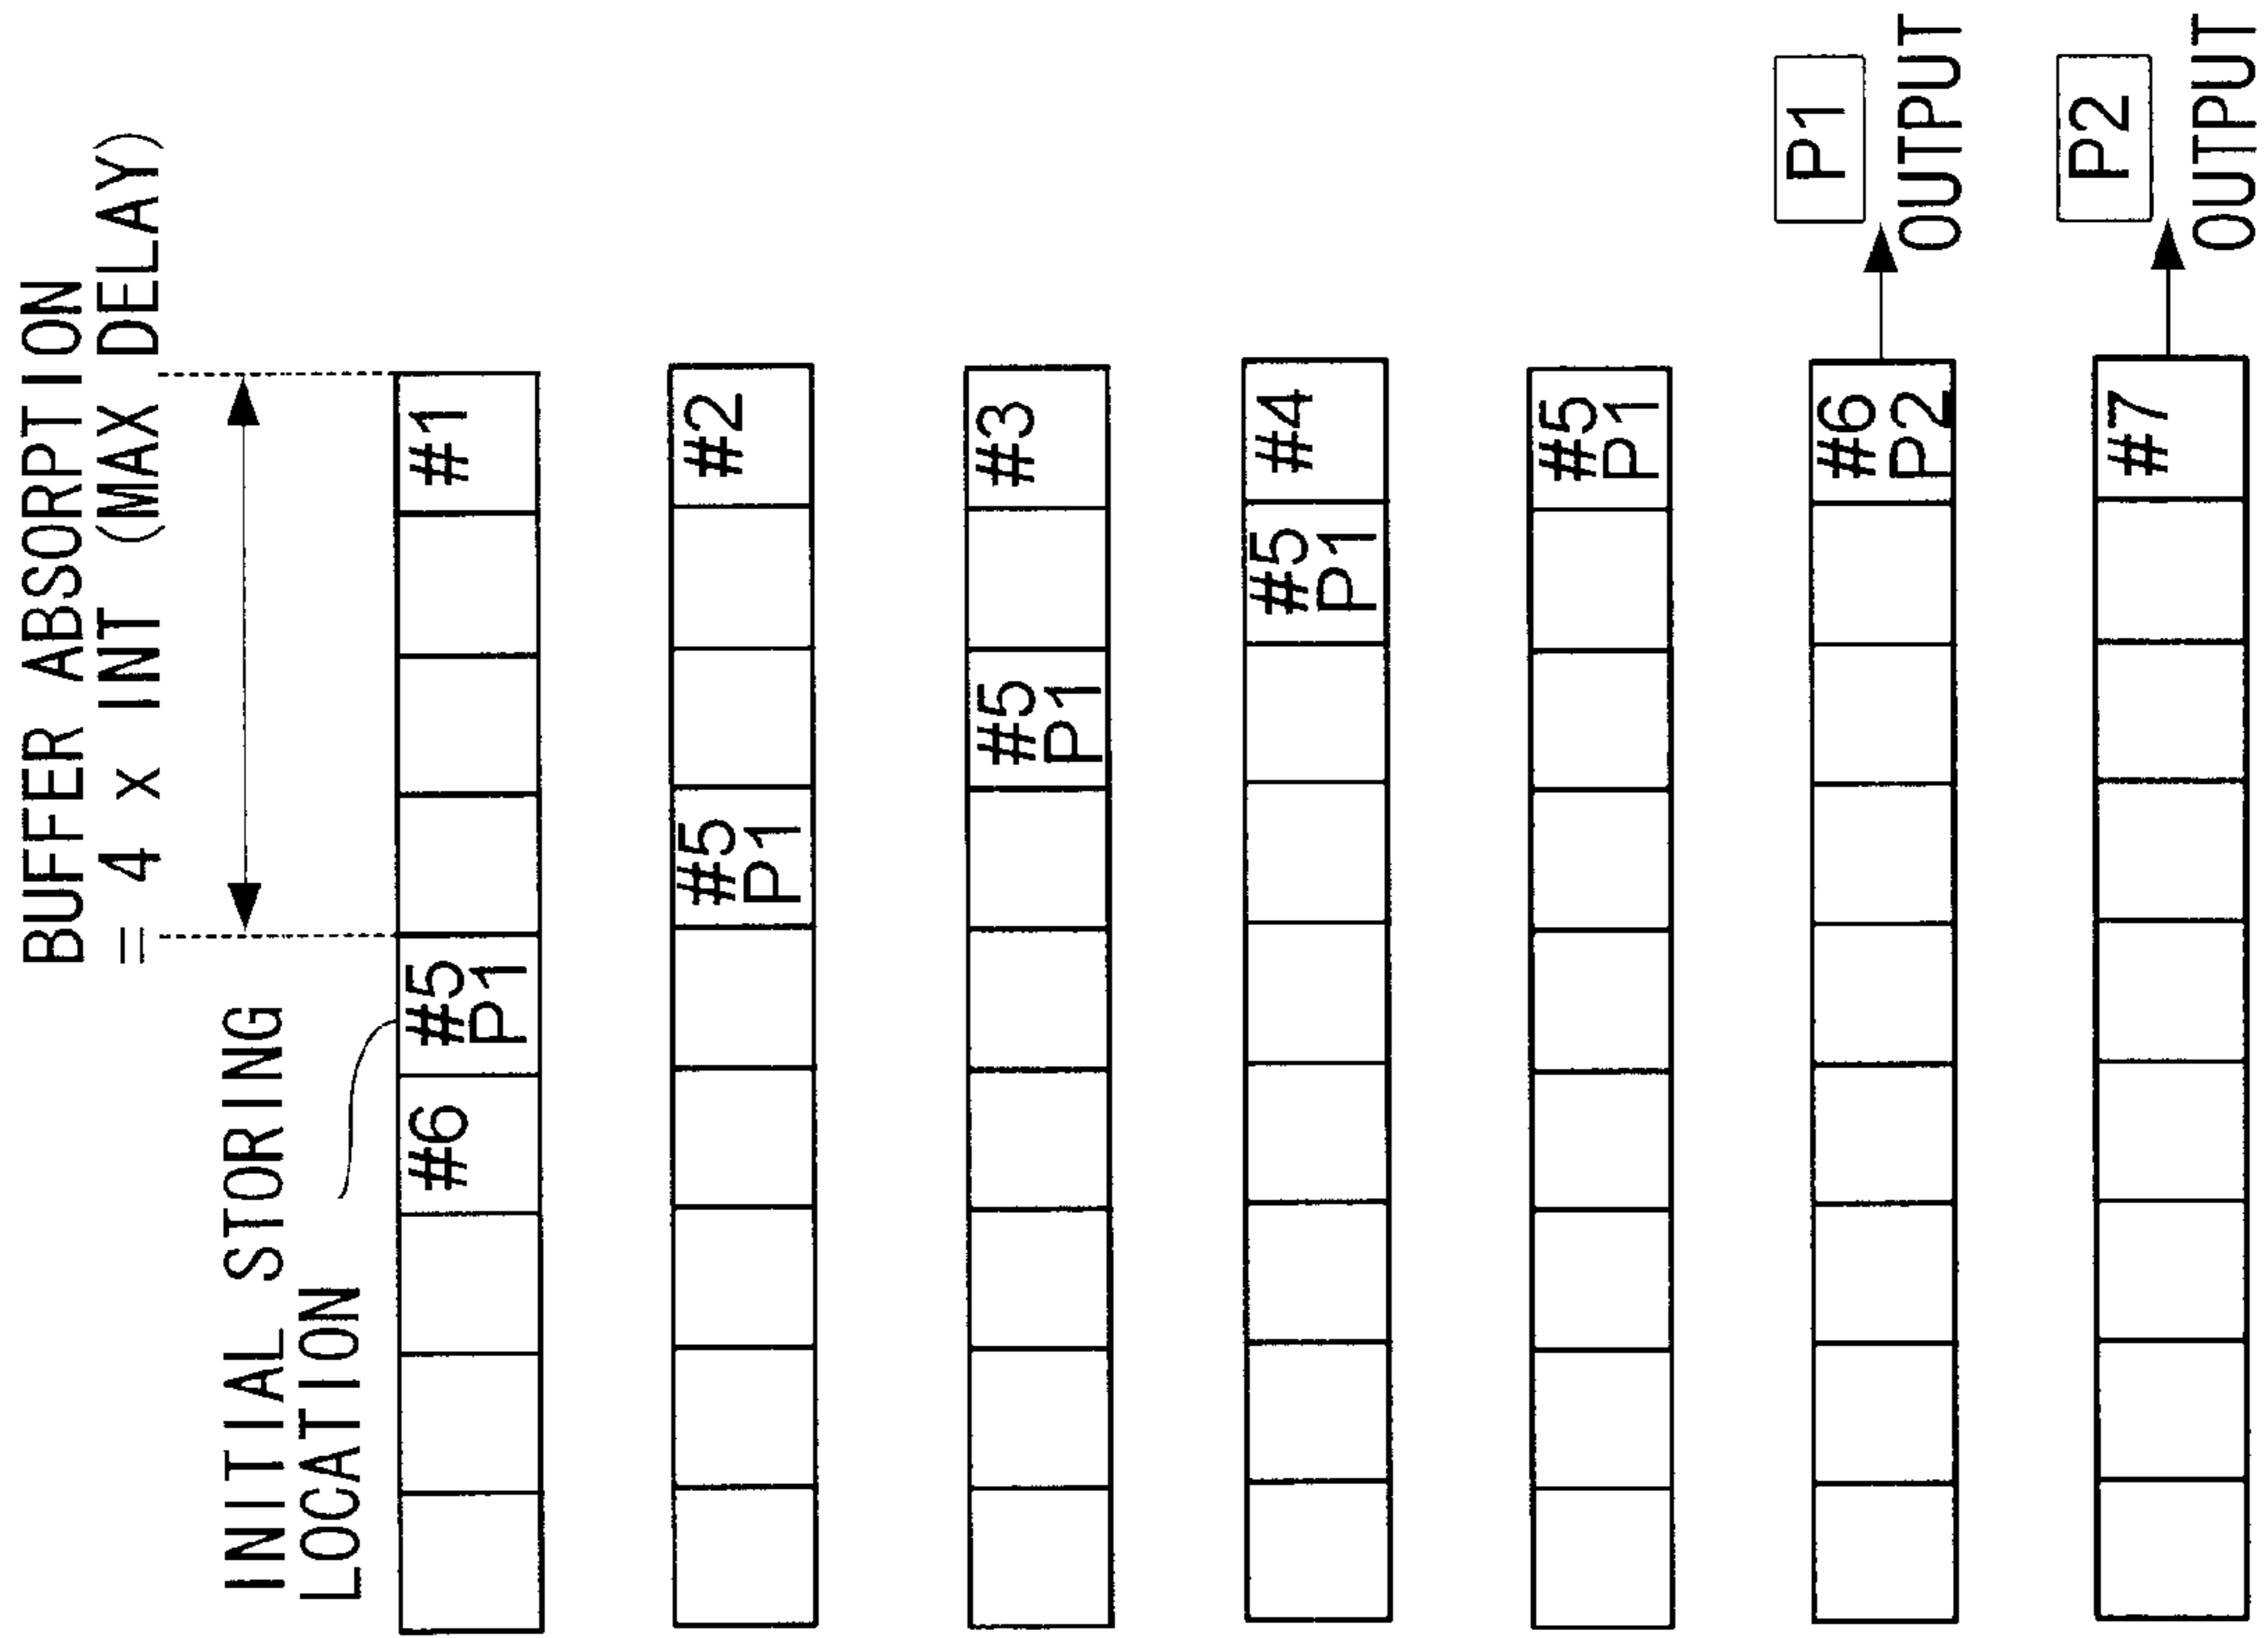 BUFFER ABSORPTION
= 4 x INT (MAX DELAY)
INITIAL STORING
LOCATION
#6
#5
P1
#1
#5
P1
#2
#5
P1
#3
#5
P1
#4
#5
P1
#6
P2
P1
OUTPUT
#7
P2
OUTPUT